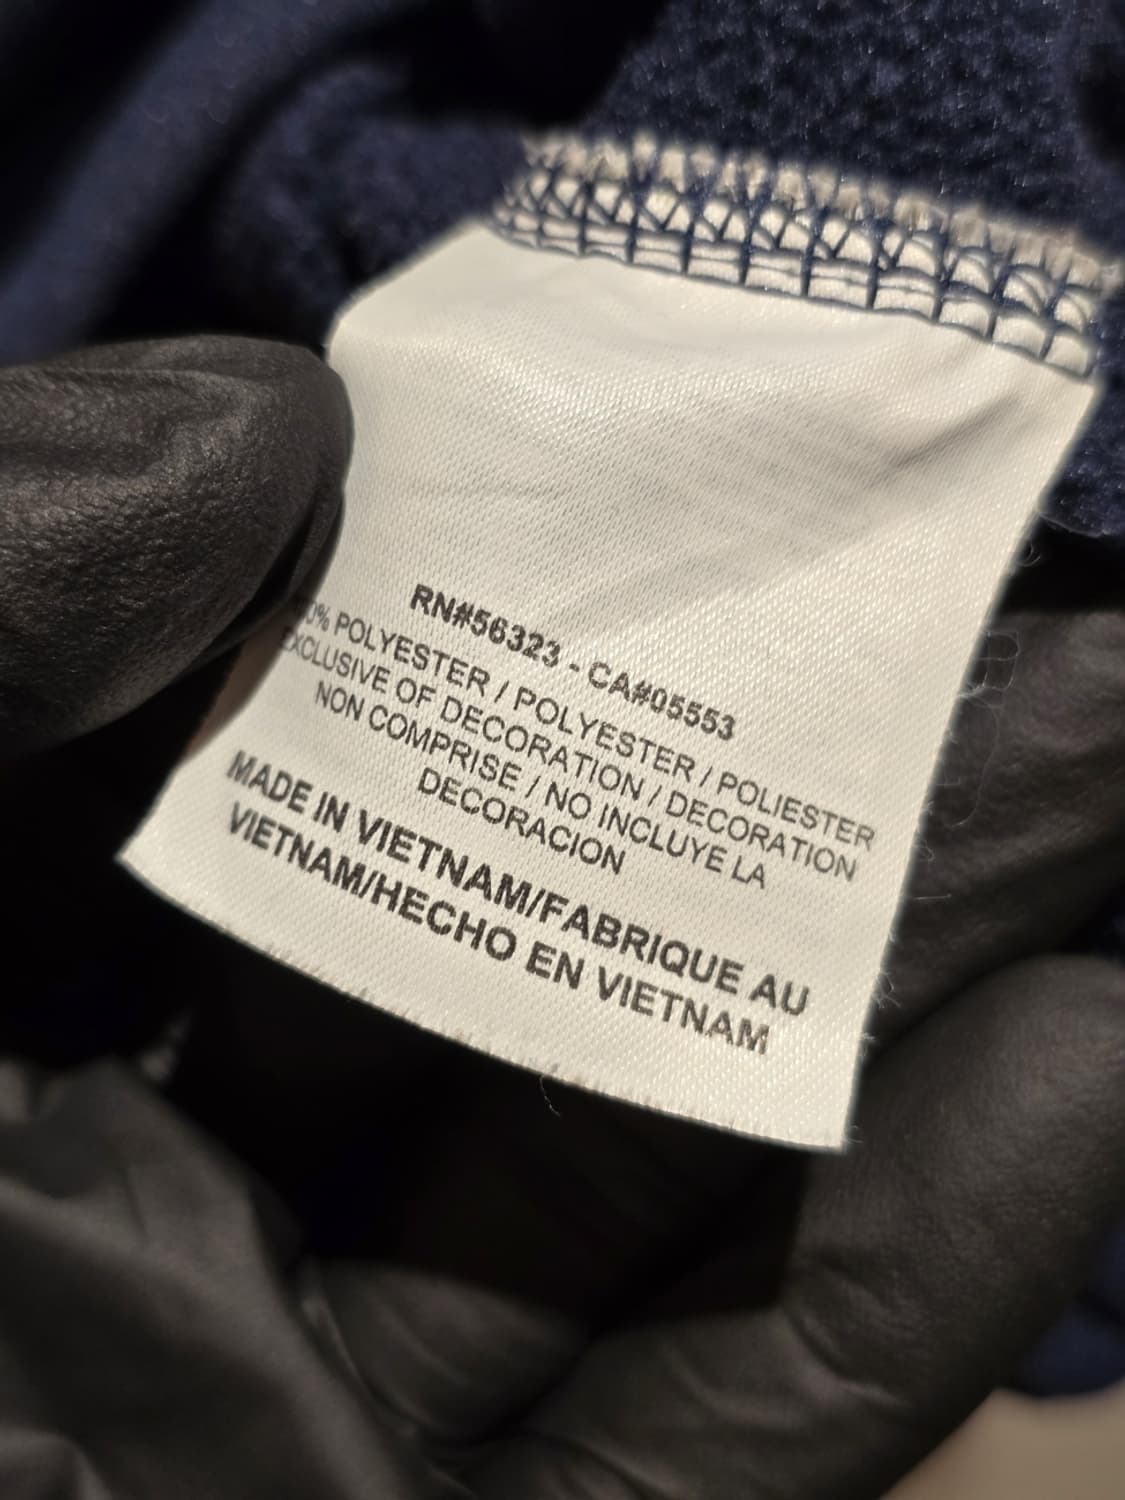 RN#56323 - CA#05553
POLYESTER / POLYESTER / POLIESTER
EXCLUSIVE OF DECORATION / DECORATION
NON COMPRISE / NO INCLUYE LA
DECORACION
MADE IN VIETNAM/FABRIQUE AU
VIETNAM/HECHO EN VIETNAM